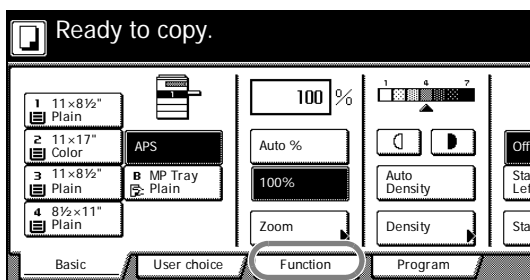 Ready to copy.
1 11×8½"
Plain
2 11×17"
Color
3 11×8½"
Plain
4 8½×11"
Plain
APS
B MP Tray
Plain
100 %
Auto %
100%
Zoom
1 4 7
Auto
Density
Density
Off
Sta
Lef
Sta
Basic
User choice
Function
Program